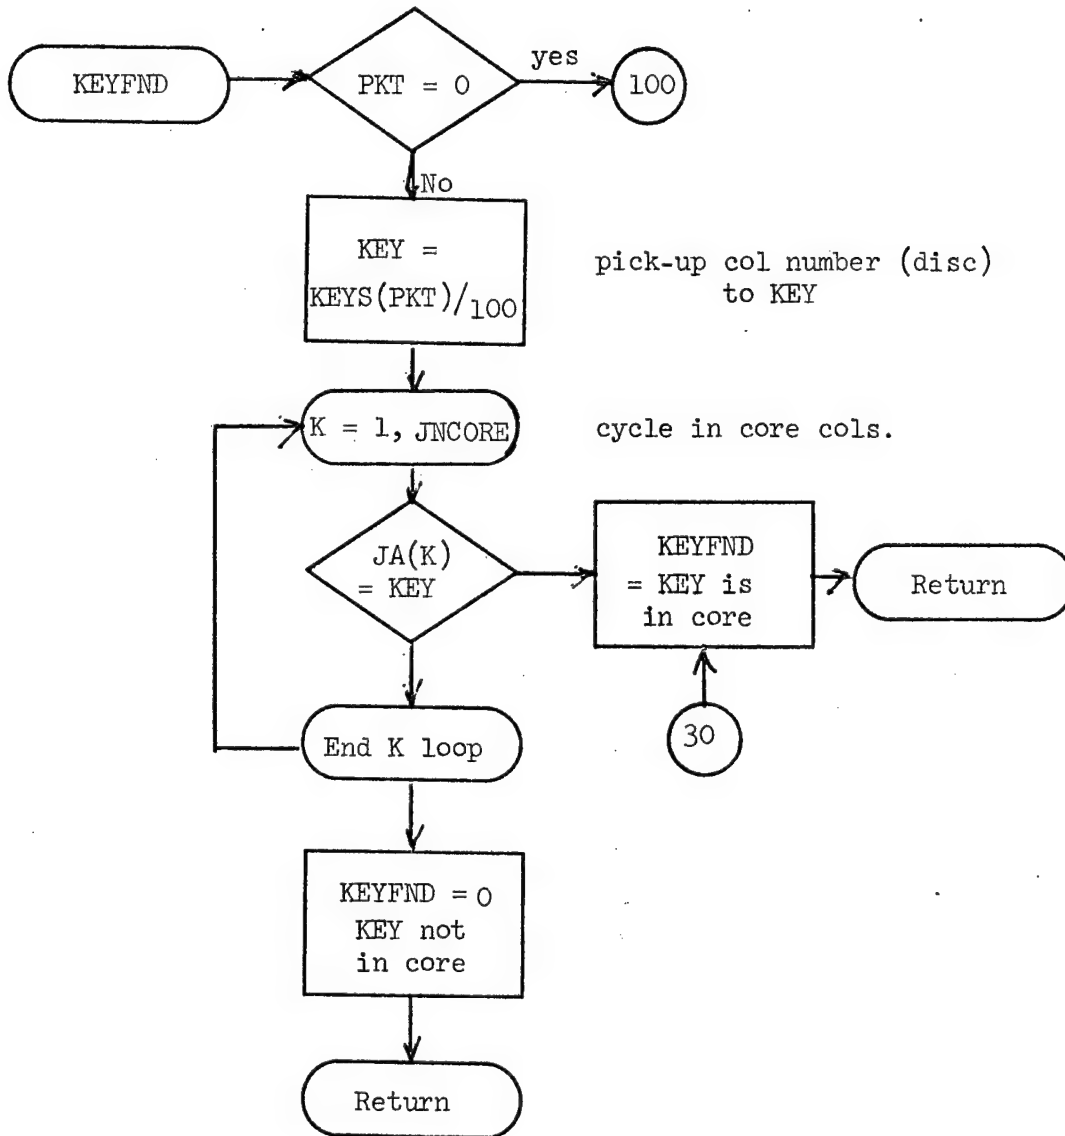 KEYFND
PKT = 0
yes
100
No
KEY =
KEYS(PKT)/100
pick-up col number (disc)
to KEY
K = 1, JNCORE
cycle in core cols.
JA(K)
= KEY
KEYFND
= KEY is
in core
Return
30
End K loop
KEYFND = 0
KEY not
in core
Return